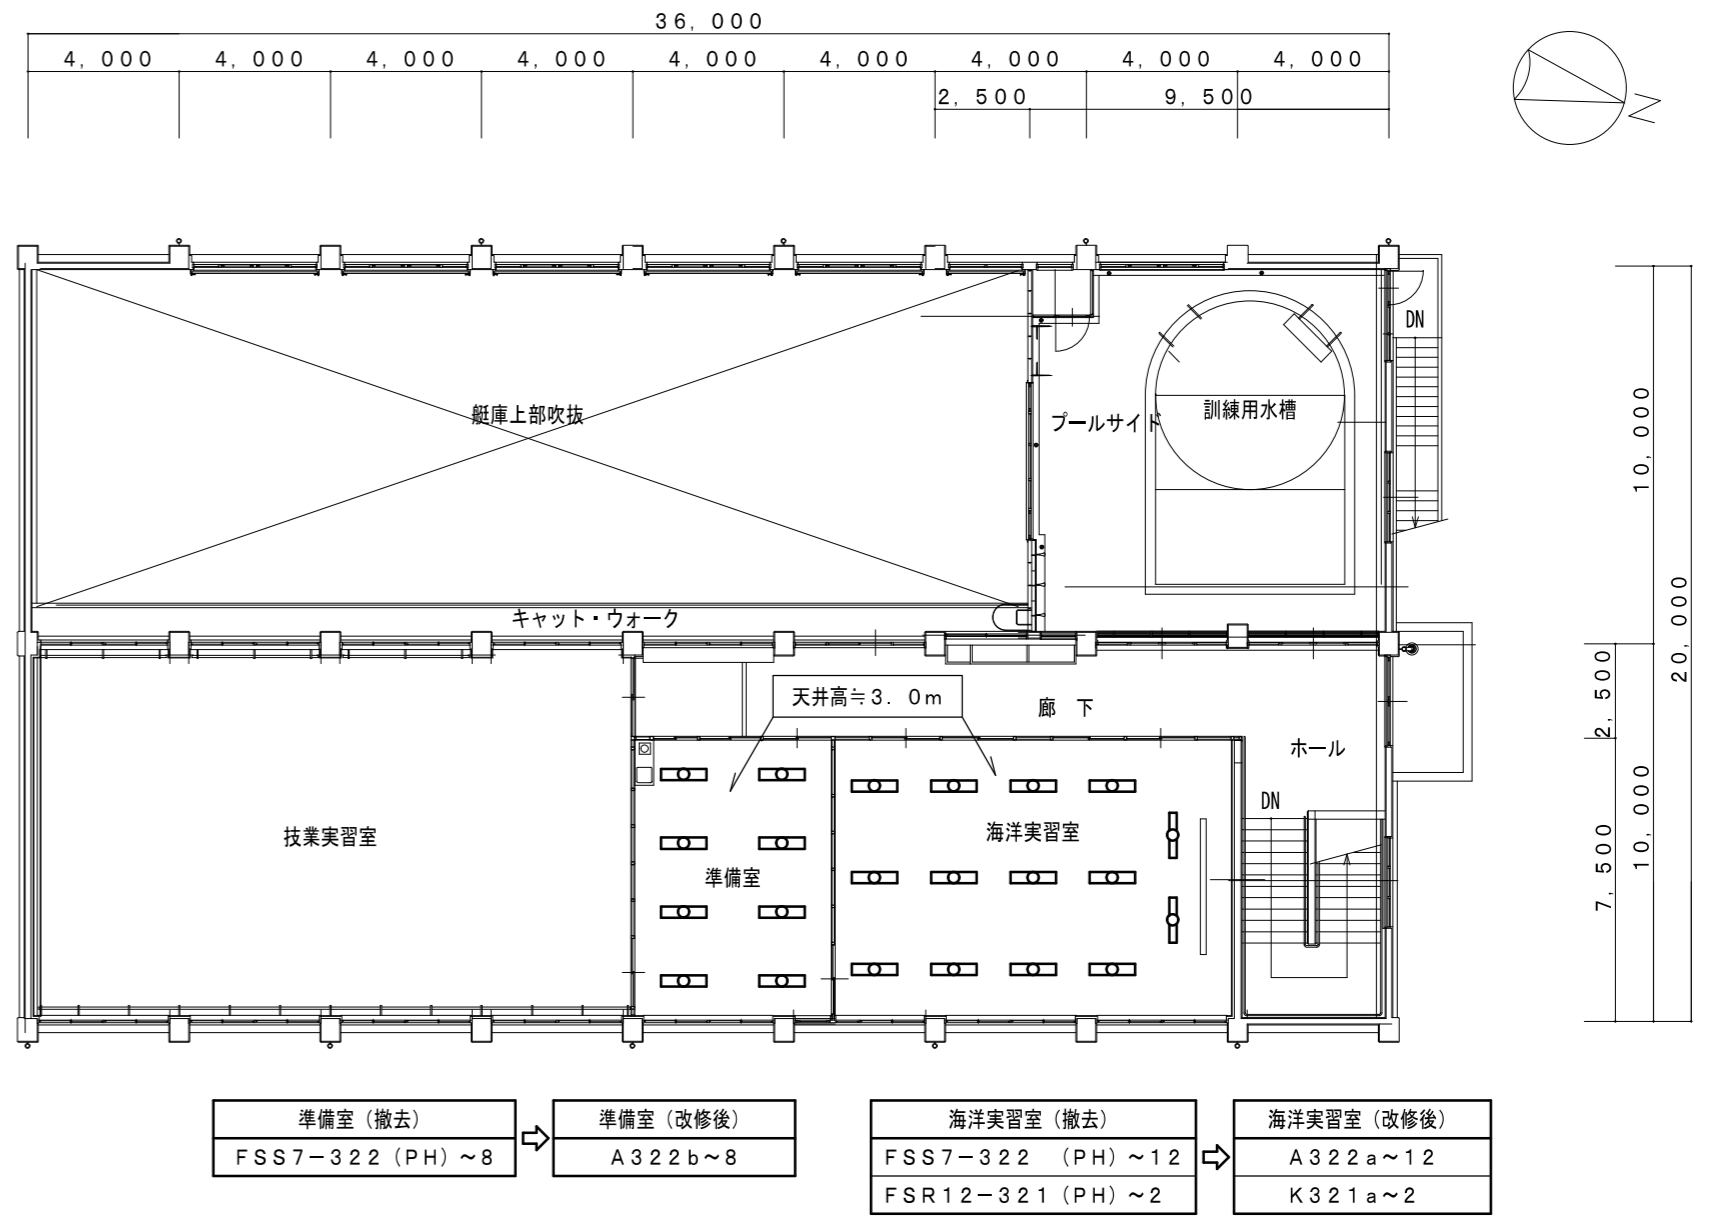 36,000
4,000 4,000 4,000 4,000 4,000 4,000 4,000 4,000 4,000
2,500 9,500
N
DN
艇庫上部吹抜
プールサイド
訓練用水槽
10,000
20,000
キャット・ウォーク
2,500
天井高≒3.0m
廊 下
ホール
DN
技業実習室
海洋実習室
準備室
7,500
10,000
準備室（撤去）
FSS7-322（PH）～8
準備室（改修後）
A322b～8
海洋実習室（撤去）
FSS7-322 （PH）～12
FSR12-321（PH）～2
海洋実習室（改修後）
A322a～12
K321a～2